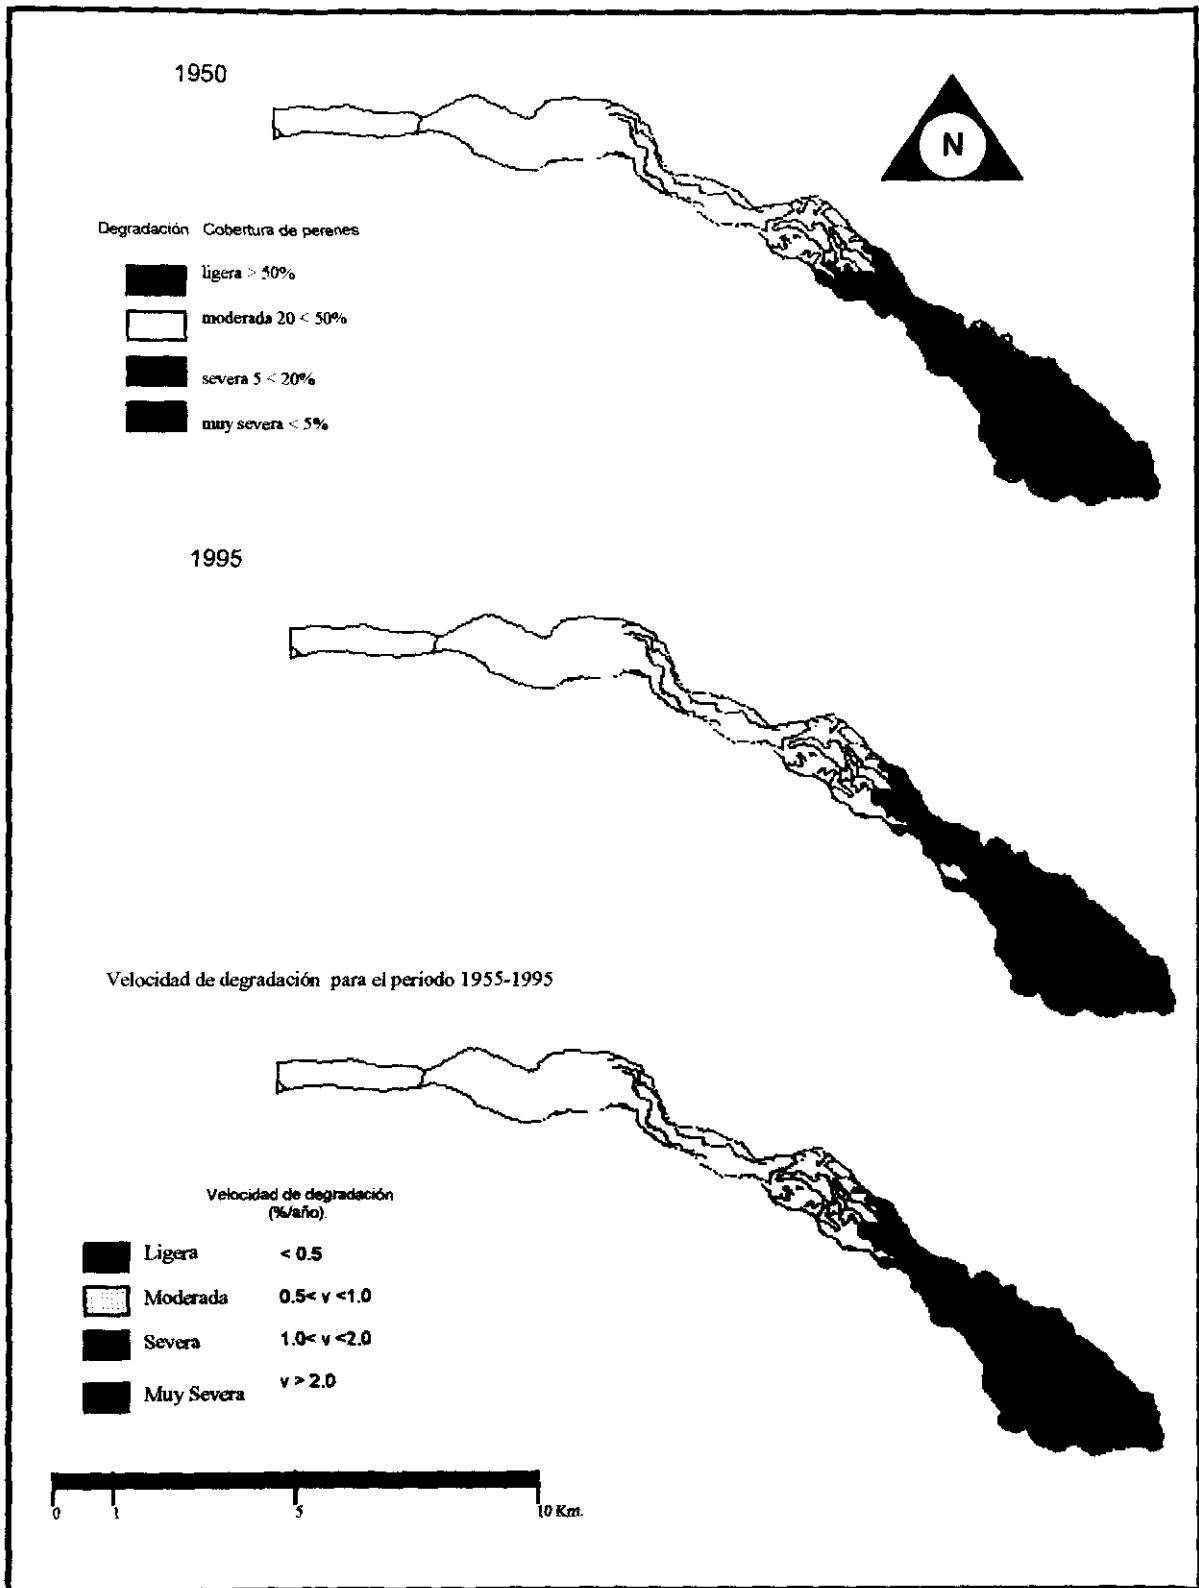 1950
N
Degradación Cobertura de perenes
ligera > 50%
moderada 20 < 50%
severa 5 < 20%
muy severa < 5%
1995
Velocidad de degradación para el período 1955-1995
Velocidad de degradación
(%/año).
Ligera < 0.5
Moderada 0.5< v <1.0
Severa 1.0< v <2.0
Muy Severa v > 2.0
0 1 5 10 Km.